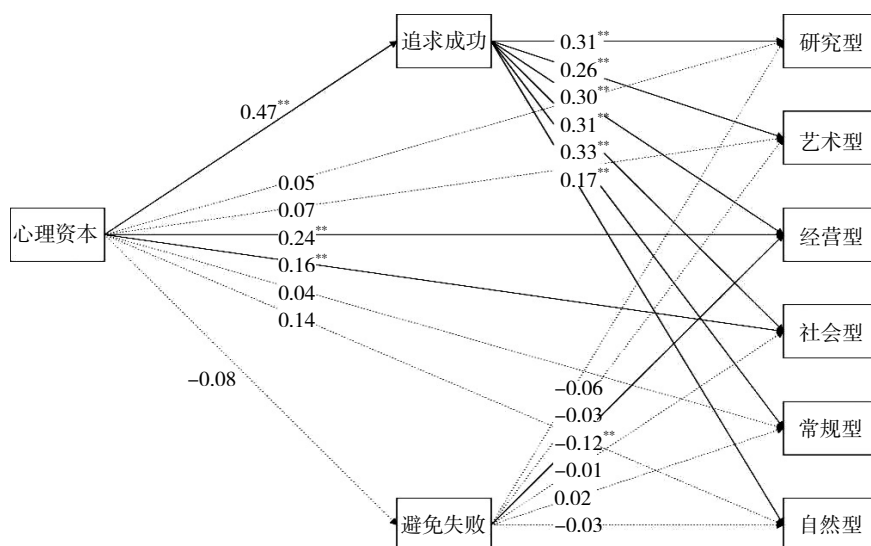 追求成功
研究型
0.31**
0.26**
0.30**
0.31**
0.33**
0.17**
0.47**
艺术型
0.05
0.07
心理资本
0.24**
0.16**
0.04
0.14
经营型
社会型
-0.08
-0.06
-0.03
-0.12**
-0.01
0.02
-0.03
常规型
避免失败
自然型